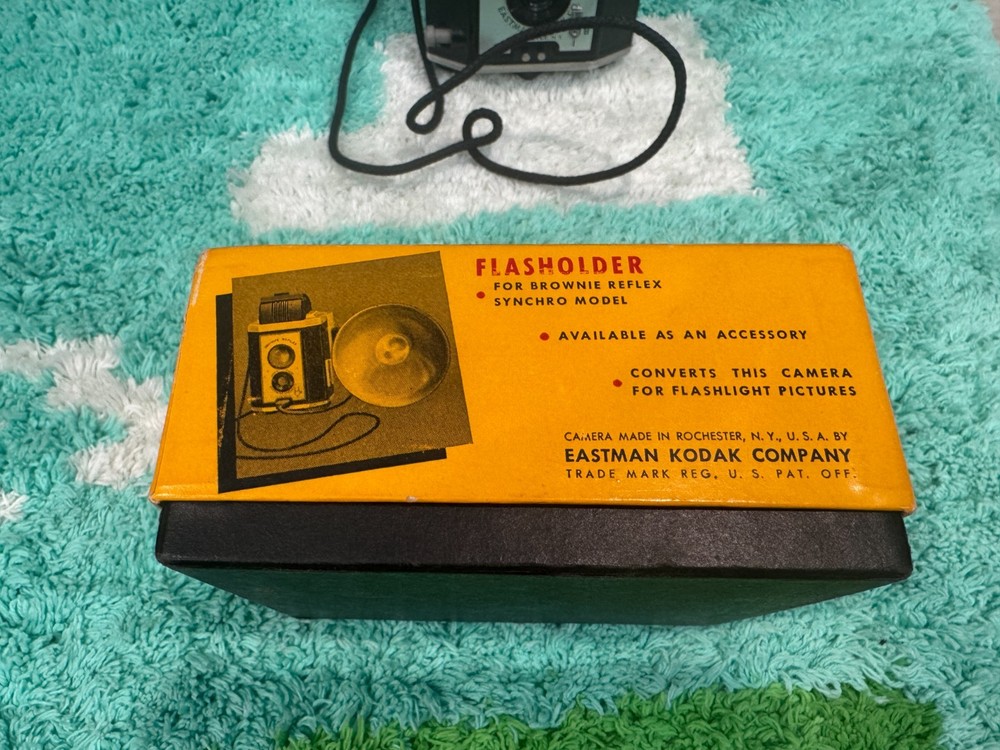 FLASHOLDER
FOR BROWNIE REFLEX
SYNCHRO MODEL
AVAILABLE AS AN ACCESSORY
CONVERTS THIS CAMERA
FOR FLASHLIGHT PICTURES
CAMERA MADE IN ROCHESTER, N. Y., U. S. A. BY
EASTMAN KODAK COMPANY
TRADE MARK REG. U. S. PAT. OFF.